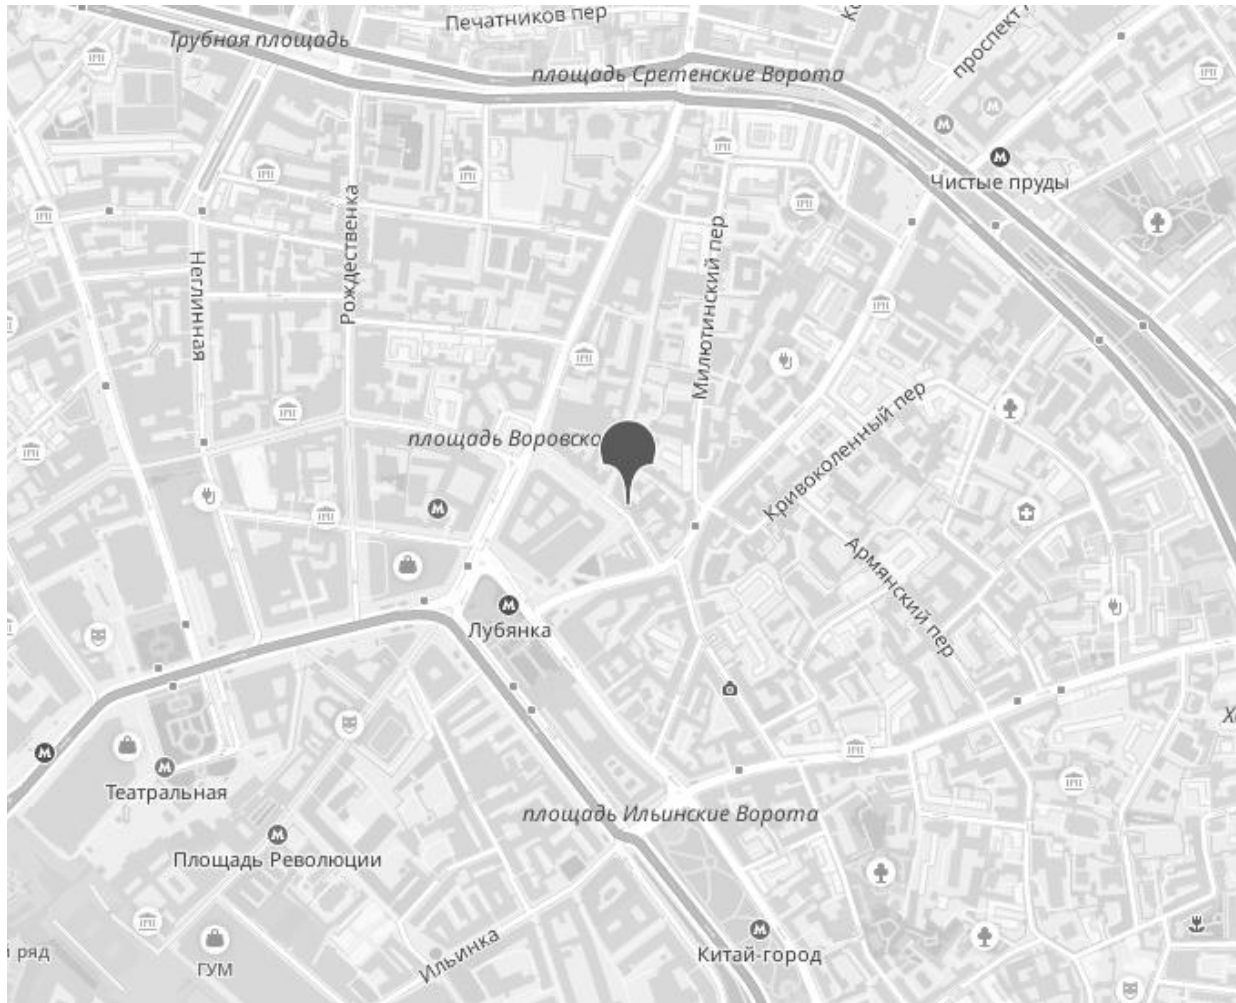 Печатников пер
Трубная площадь
площадь Сретенские Ворота
проспект
Чистые пруды
Рождественка
Неглинная
Милютинский пер
площадь Воровско
Кривоколенный пер
Армянский пер
Лубянка
Театральная
площадь Ильинские Ворота
Площадь Революции
Ильинка
Китай-город
й ряд
ГУМ